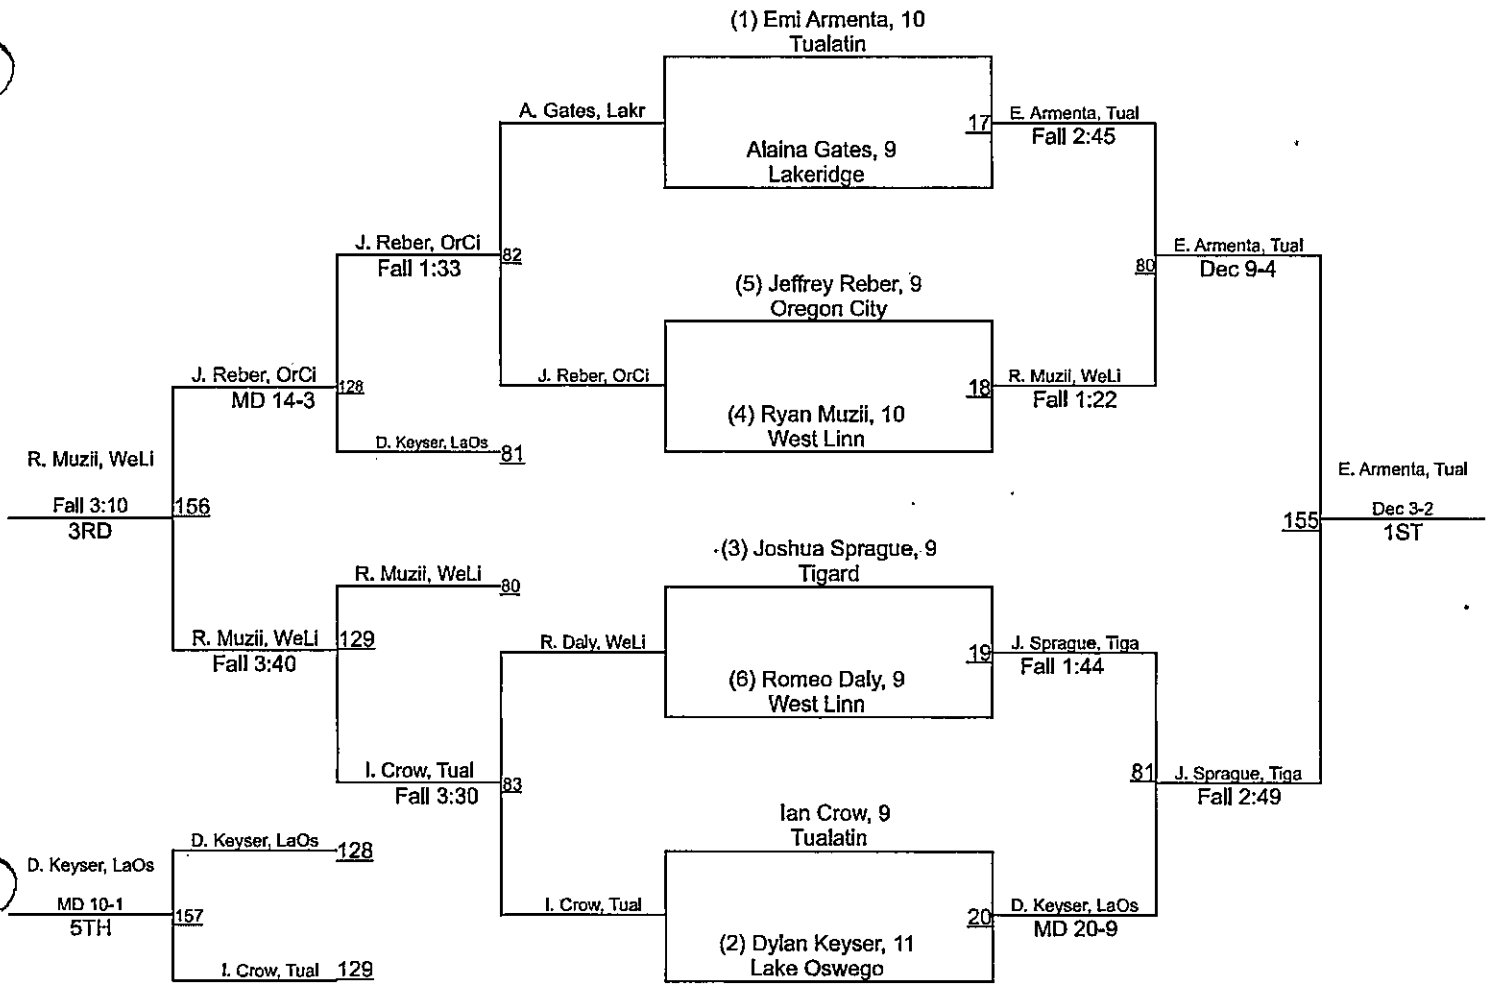 (1) Emi Armenta, 10
Tualatin
A. Gates, Lakr
17
E. Armenta, Tual
Fall 2:45
Alaina Gates, 9
Lakeridge
J. Reber, OrCi
Fall 1:33
82
E. Armenta, Tual
Dec 9-4
80
(5) Jeffrey Reber, 9
Oregon City
J. Reber, OrCi
MD 14-3
128
J. Reber, OrCi
18
R. Muzii, WeLi
Fall 1:22
(4) Ryan Muzii, 10
West Linn
D. Keyser, LaOs
81
R. Muzii, WeLi
Fall 3:10
3RD
156
E. Armenta, Tual
Dec 3-2
1ST
155
(3) Joshua Sprague, 9
Tigard
R. Muzii, WeLi
80
R. Muzii, WeLi
Fall 3:40
129
R. Daly, WeLi
19
J. Sprague, Tiga
Fall 1:44
(6) Romeo Daly, 9
West Linn
I. Crow, Tual
Fall 3:30
83
81
J. Sprague, Tiga
Fall 2:49
Ian Crow, 9
Tualatin
D. Keyser, LaOs
128
D. Keyser, LaOs
MD 10-1
5TH
157
I. Crow, Tual
20
D. Keyser, LaOs
MD 20-9
(2) Dylan Keyser, 11
Lake Oswego
I. Crow, Tual
129